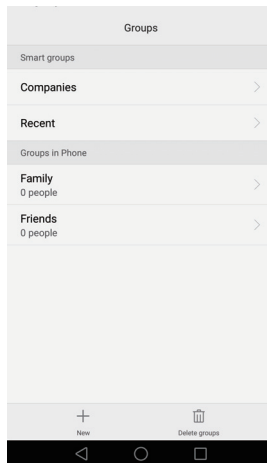 Groups
Smart groups
Companies
Recent
Groups in Phone
Family
0 people
Friends
0 people
New
Delete groups